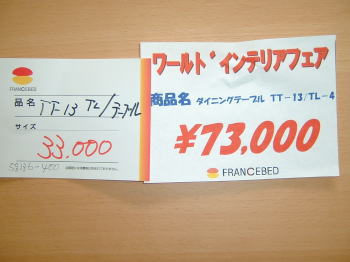 FRANCEBED
品名 TT-13 TL/テーブル
サイズ
33,000
58136-400
ワールド・インテリアフェア
商品名 ダイニングテーブル TT-13/TL-4
¥73,000
FRANCEBED